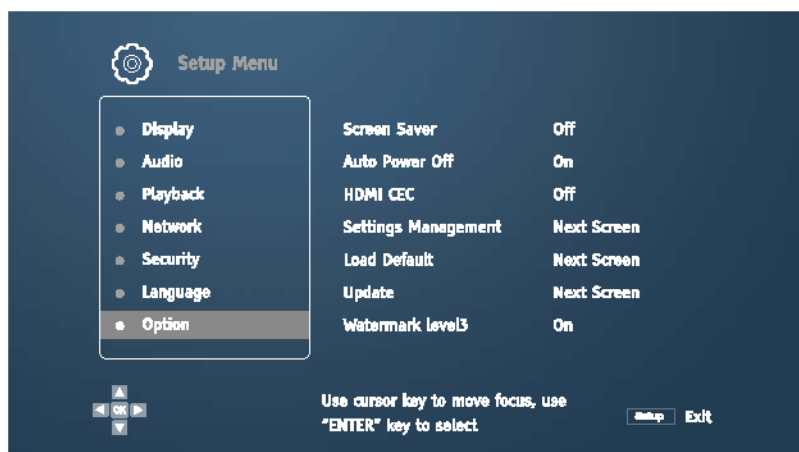 Setup Menu
Display
Audio
Playback
Network
Security
Language
Option
Screen Saver Off
Auto Power Off On
HDMI CEC Off
Settings Management Next Screen
Load Default Next Screen
Update Next Screen
Watermark level3 On
OK
Use cursor key to move focus, use
"ENTER" key to select
Setup Exit